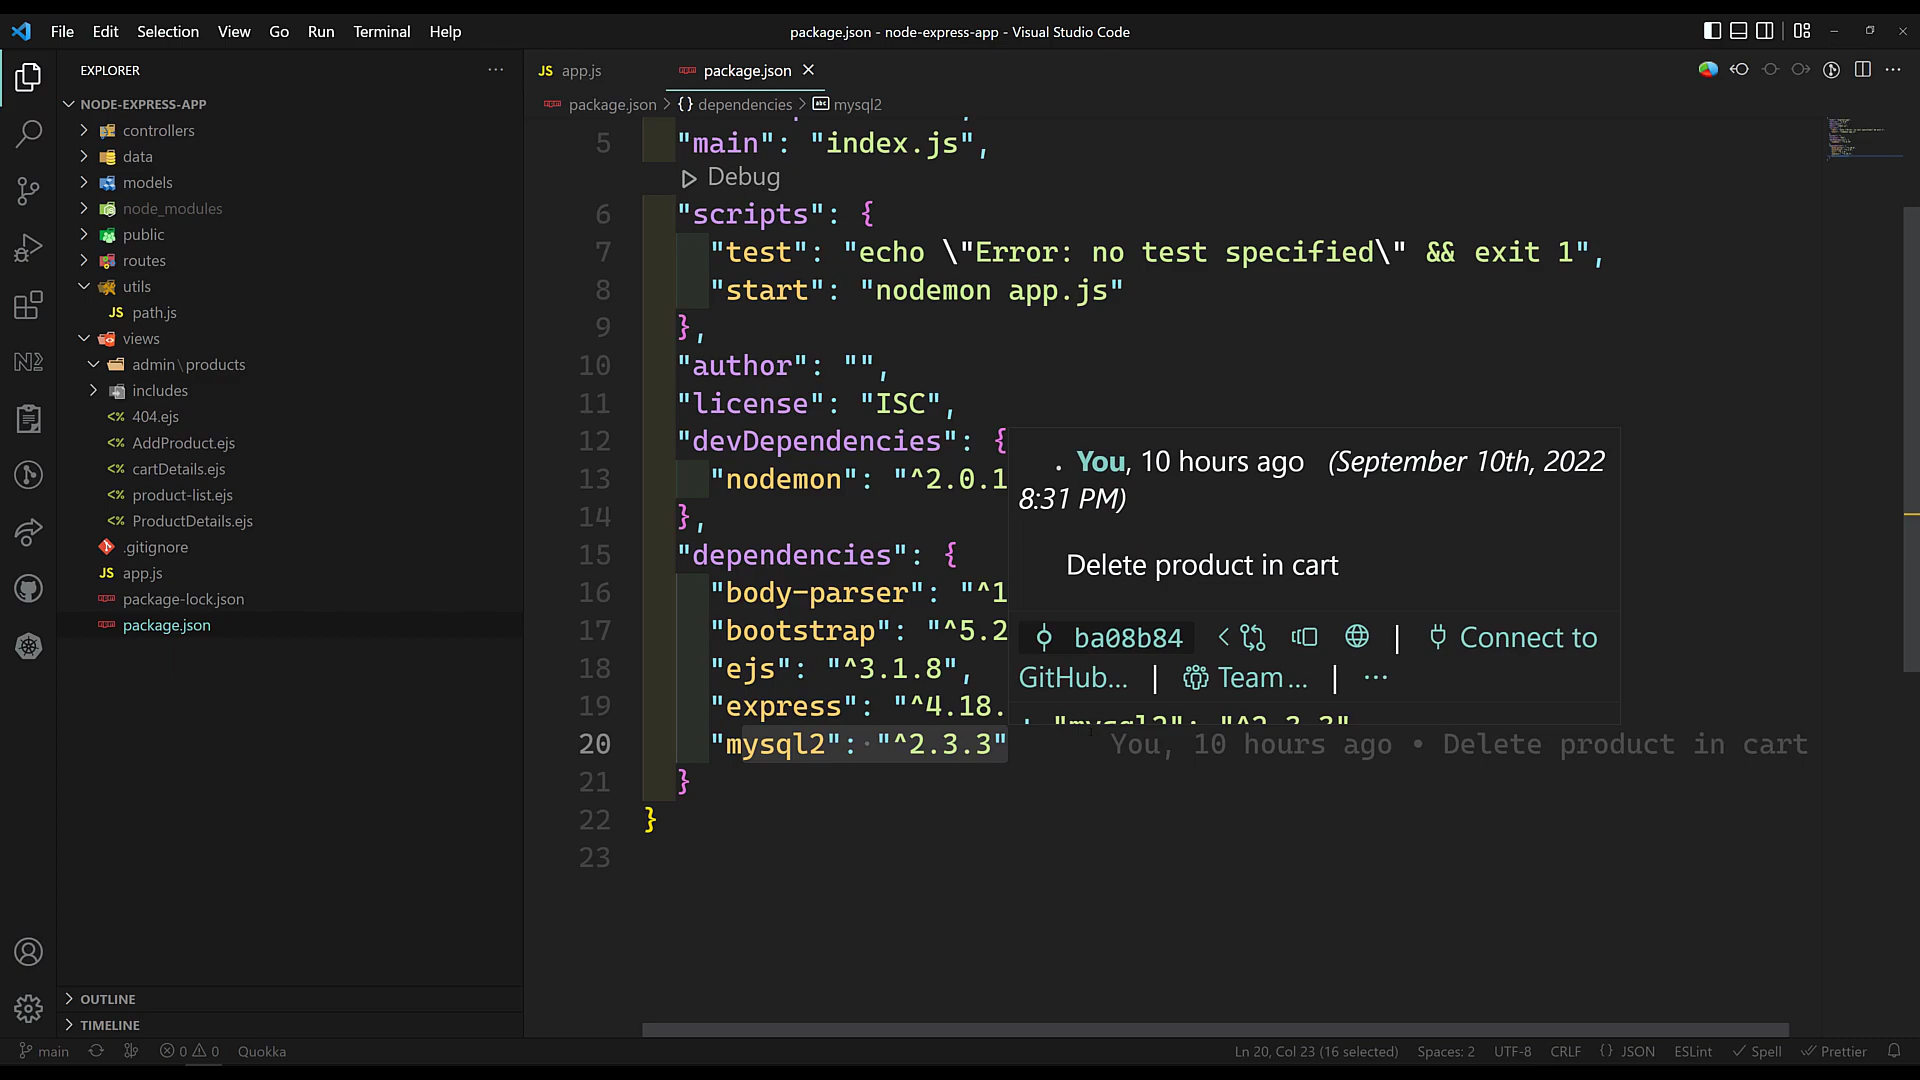 File Edit Selection View Go Run Terminal Help
package.json - node-express-app - Visual Studio Code
EXPLORER
NODE-EXPRESS-APP
controllers
data
models
node_modules
public
routes
utils
JS path.js
views
admin\products
includes
<% 404.ejs
<% AddProduct.ejs
<% cartDetails.ejs
<% product-list.ejs
<% ProductDetails.ejs
.gitignore
JS app.js
package-lock.json
package.json
OUTLINE
TIMELINE
JS app.js
package.json
package.json > {} dependencies > abc mysql2
5 "main": "index.js",
Debug
6 "scripts": {
7 "test": "echo \"Error: no test specified\" && exit 1",
8 "start": "nodemon app.js"
9 },
10 "author": "",
11 "license": "ISC",
12 "devDependencies": {
13 "nodemon": "^2.0.1
14 },
15 "dependencies": {
16 "body-parser": "^1
17 "bootstrap": "^5.2
18 "ejs": "^3.1.8",
19 "express": "^4.18.
20 "mysql2": "^2.3.3" You, 10 hours ago • Delete product in cart
21 }
22 }
23
You, 10 hours ago (September 10th, 2022
8:31 PM)
Delete product in cart
ba08b84 | Connect to
GitHub... | Team... | ...
+ "mysql2": "^2.3.3"
main 0 0 Quokka
Ln 20, Col 23 (16 selected) Spaces: 2 UTF-8 CRLF {} JSON ESLint Spell Prettier